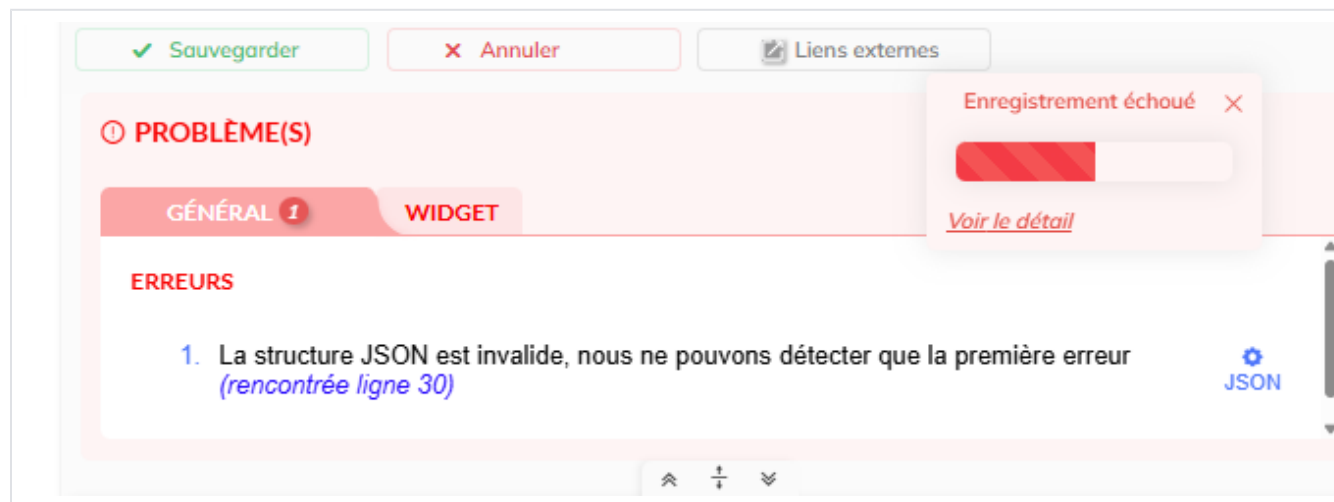 Sauvegarder
Annuler
Liens externes
Enregistrement échoué
PROBLÈME(S)
GÉNÉRAL 1
WIDGET
Voir le détail
ERREURS
1. La structure JSON est invalide, nous ne pouvons détecter que la première erreur
(rencontrée ligne 30)
JSON